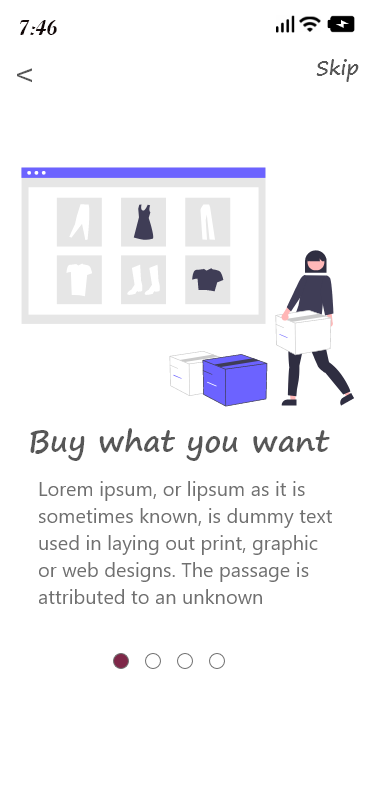 7:46
<
Skip
Buy what you want
Lorem ipsum, or lipsum as it is
sometimes known, is dummy text
used in laying out print, graphic
or web designs. The passage is
attributed to an unknown